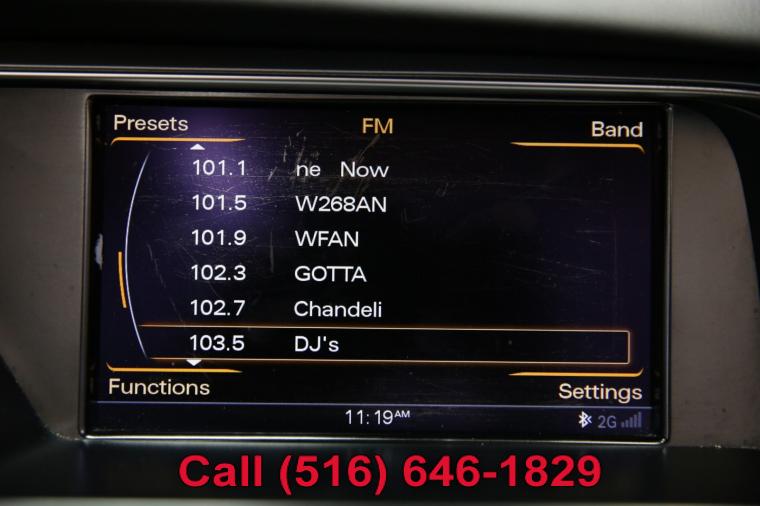 Presets FM Band
101.1 ne Now
101.5 W268AN
101.9 WFAN
102.3 GOTTA
102.7 Chandeli
103.5 DJ's
Functions Settings
11:19AM 2G
Call (516) 646-1829